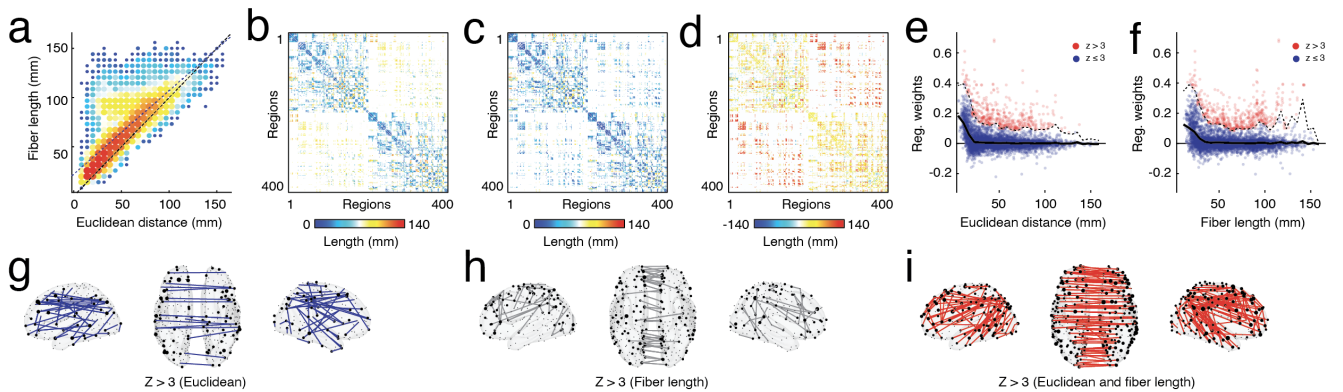 a
Fiber length (mm)
150
100
50
0
50
100
150
Euclidean distance (mm)
b
Regions
1
400
1
400
Regions
0
140
Length (mm)
c
Regions
1
400
1
400
Regions
0
140
Length (mm)
d
Regions
1
400
1
400
Regions
-140
140
Length (mm)
e
Reg. weights
0.6
0.4
0.2
0
-0.2
z > 3
z ≤ 3
50
100
150
Euclidean distance (mm)
f
Reg. weights
0.6
0.4
0.2
0
-0.2
z > 3
z ≤ 3
50
100
150
Fiber length (mm)
g
Z > 3 (Euclidean)
h
Z > 3 (Fiber length)
i
Z > 3 (Euclidean and fiber length)